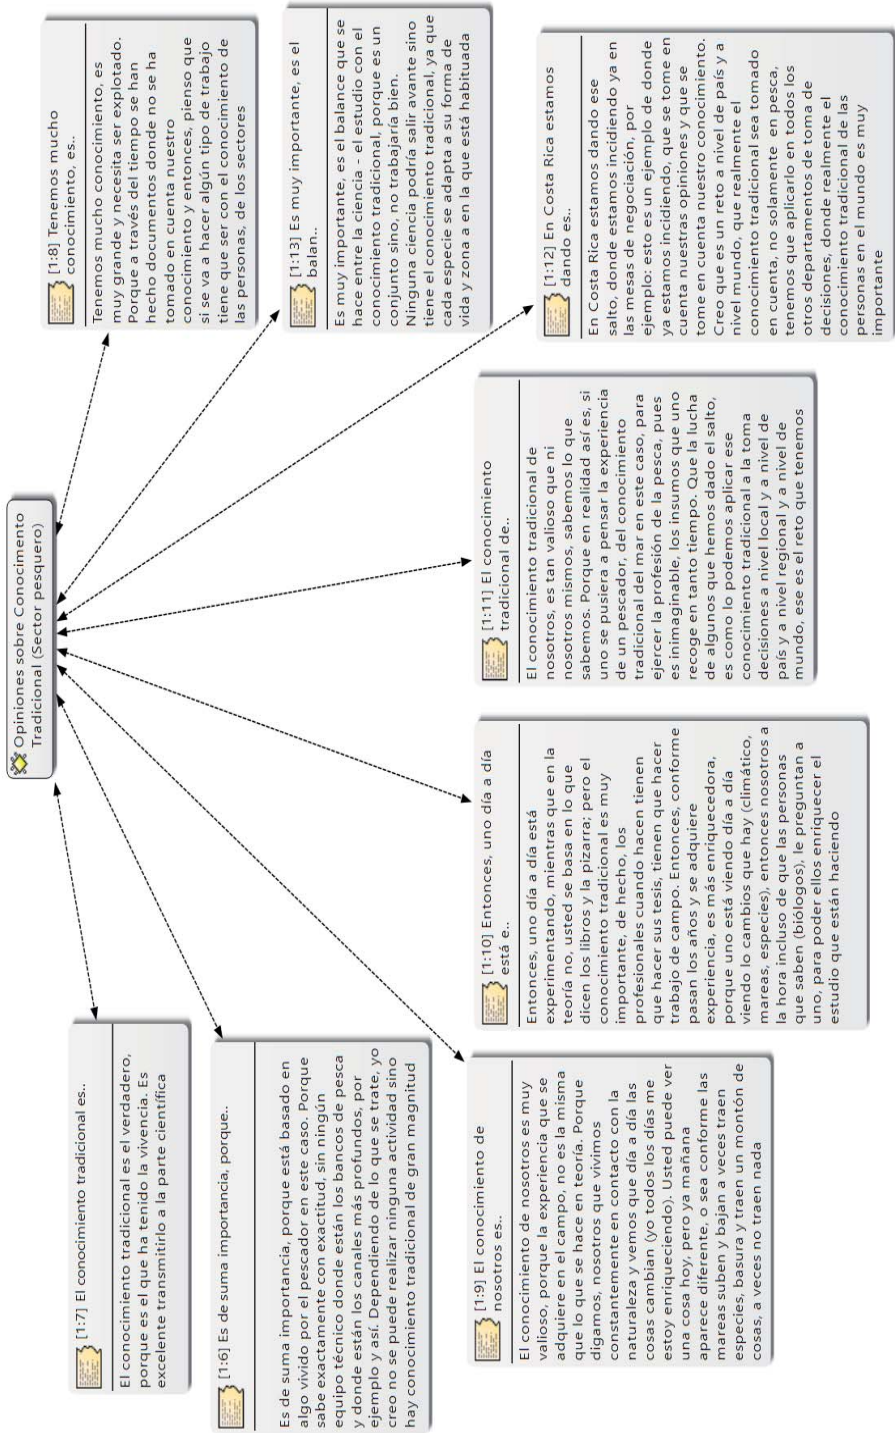 Opiniones sobre Conocimento
Tradicional (Sector pesquero)
[1:7] El conocimiento tradicional es..
El conocimiento tradicional es el verdadero,
porque es el que ha tenido la vivencia. Es
excelente transmitirlo a la parte científica
[1:6] Es de suma importancia, porque..
Es de suma importancia, porque está basado en
algo vivido por el pescador en este caso. Porque
sabe exactamente con exactitud, sin ningún
equipo técnico donde están los bancos de pesca
y donde están los canales más profundos, por
ejemplo y así. Dependiendo de lo que se trate, yo
creo no se puede realizar ninguna actividad sino
hay conocimiento tradicional de gran magnitud
[1:9] El conocimiento de
nosotros es..
El conocimiento de nosotros es muy
valioso, porque la experiencia que se
adquiere en el campo, no es la misma
que lo que se hace en teoría. Porque
digamos, nosotros que vivimos
constantemente en contacto con la
naturaleza y vemos que día a día las
cosas cambian (yo todos los días me
estoy enriqueciendo). Usted puede ver
una cosa hoy, pero ya mañana
aparece diferente, o sea conforme las
mareas suben y bajan a veces traen
especies, basura y traen un montón de
cosas, a veces no traen nada
[1:10] Entonces, uno día a día
está e..
Entonces, uno día a día está
experimentando, mientras que en la
teoría no, usted se basa en lo que
dicen los libros y la pizarra; pero el
conocimiento tradicional es muy
importante, de hecho, los
profesionales cuando hacen tienen
que hacer sus tesis, tienen que hacer
trabajo de campo. Entonces, conforme
pasan los años y se adquiere
experiencia, es más enriquecedora,
porque uno está viendo día a día
viendo lo cambios que hay (climático,
mareas, especies), entonces nosotros a
la hora incluso de que las personas
que saben (biólogos), le preguntan a
uno, para poder ellos enriquecer el
estudio que están haciendo
[1:11] El conocimiento
tradicional de..
El conocimiento tradicional de
nosotros, es tan valioso que ni
nosotros mismos, sabemos lo que
sabemos. Porque en realidad así es, si
uno se pusiera a pensar la experiencia
de un pescador, del conocimiento
tradicional del mar en este caso, para
ejercer la profesión de la pesca, pues
es inimaginable, los insumos que uno
recoge en tanto tiempo. Que la lucha
de algunos que hemos dado el salto,
es como lo podemos aplicar ese
conocimiento tradicional a la toma
decisiones a nivel local y a nivel de
país y a nivel regional y a nivel de
mundo, ese es el reto que tenemos
[1:8] Tenemos mucho
conocimiento, es..
Tenemos mucho conocimiento, es
muy grande y necesita ser explotado.
Porque a través del tiempo se han
hecho documentos donde no se ha
tomado en cuenta nuestro
conocimiento y entonces, pienso que
si se va a hacer algún tipo de trabajo
tiene que ser con el conocimiento de
las personas, de los sectores
[1:13] Es muy importante, es el
balan..
Es muy importante, es el balance que se
hace entre la ciencia - el estudio con el
conocimiento tradicional, porque es un
conjunto sino, no trabajaría bien.
Ninguna ciencia podría salir avante sino
tiene el conocimiento tradicional, ya que
cada especie se adapta a su forma de
vida y zona a en la que está habituada
[1:12] En Costa Rica estamos
dando es..
En Costa Rica estamos dando ese
salto, donde estamos incidiendo ya en
las mesas de negociación, por
ejemplo: esto es un ejemplo de donde
ya estamos incidiendo, que se tome en
cuenta nuestras opiniones y que se
tome en cuenta nuestro conocimiento.
Creo que es un reto a nivel de país y a
nivel mundo, que realmente el
conocimiento tradicional sea tomado
en cuenta, no solamente en pesca,
tenemos que aplicarlo en todos los
otros departamentos de toma de
decisiones, donde realmente el
conocimiento tradicional de las
personas en el mundo es muy
importante